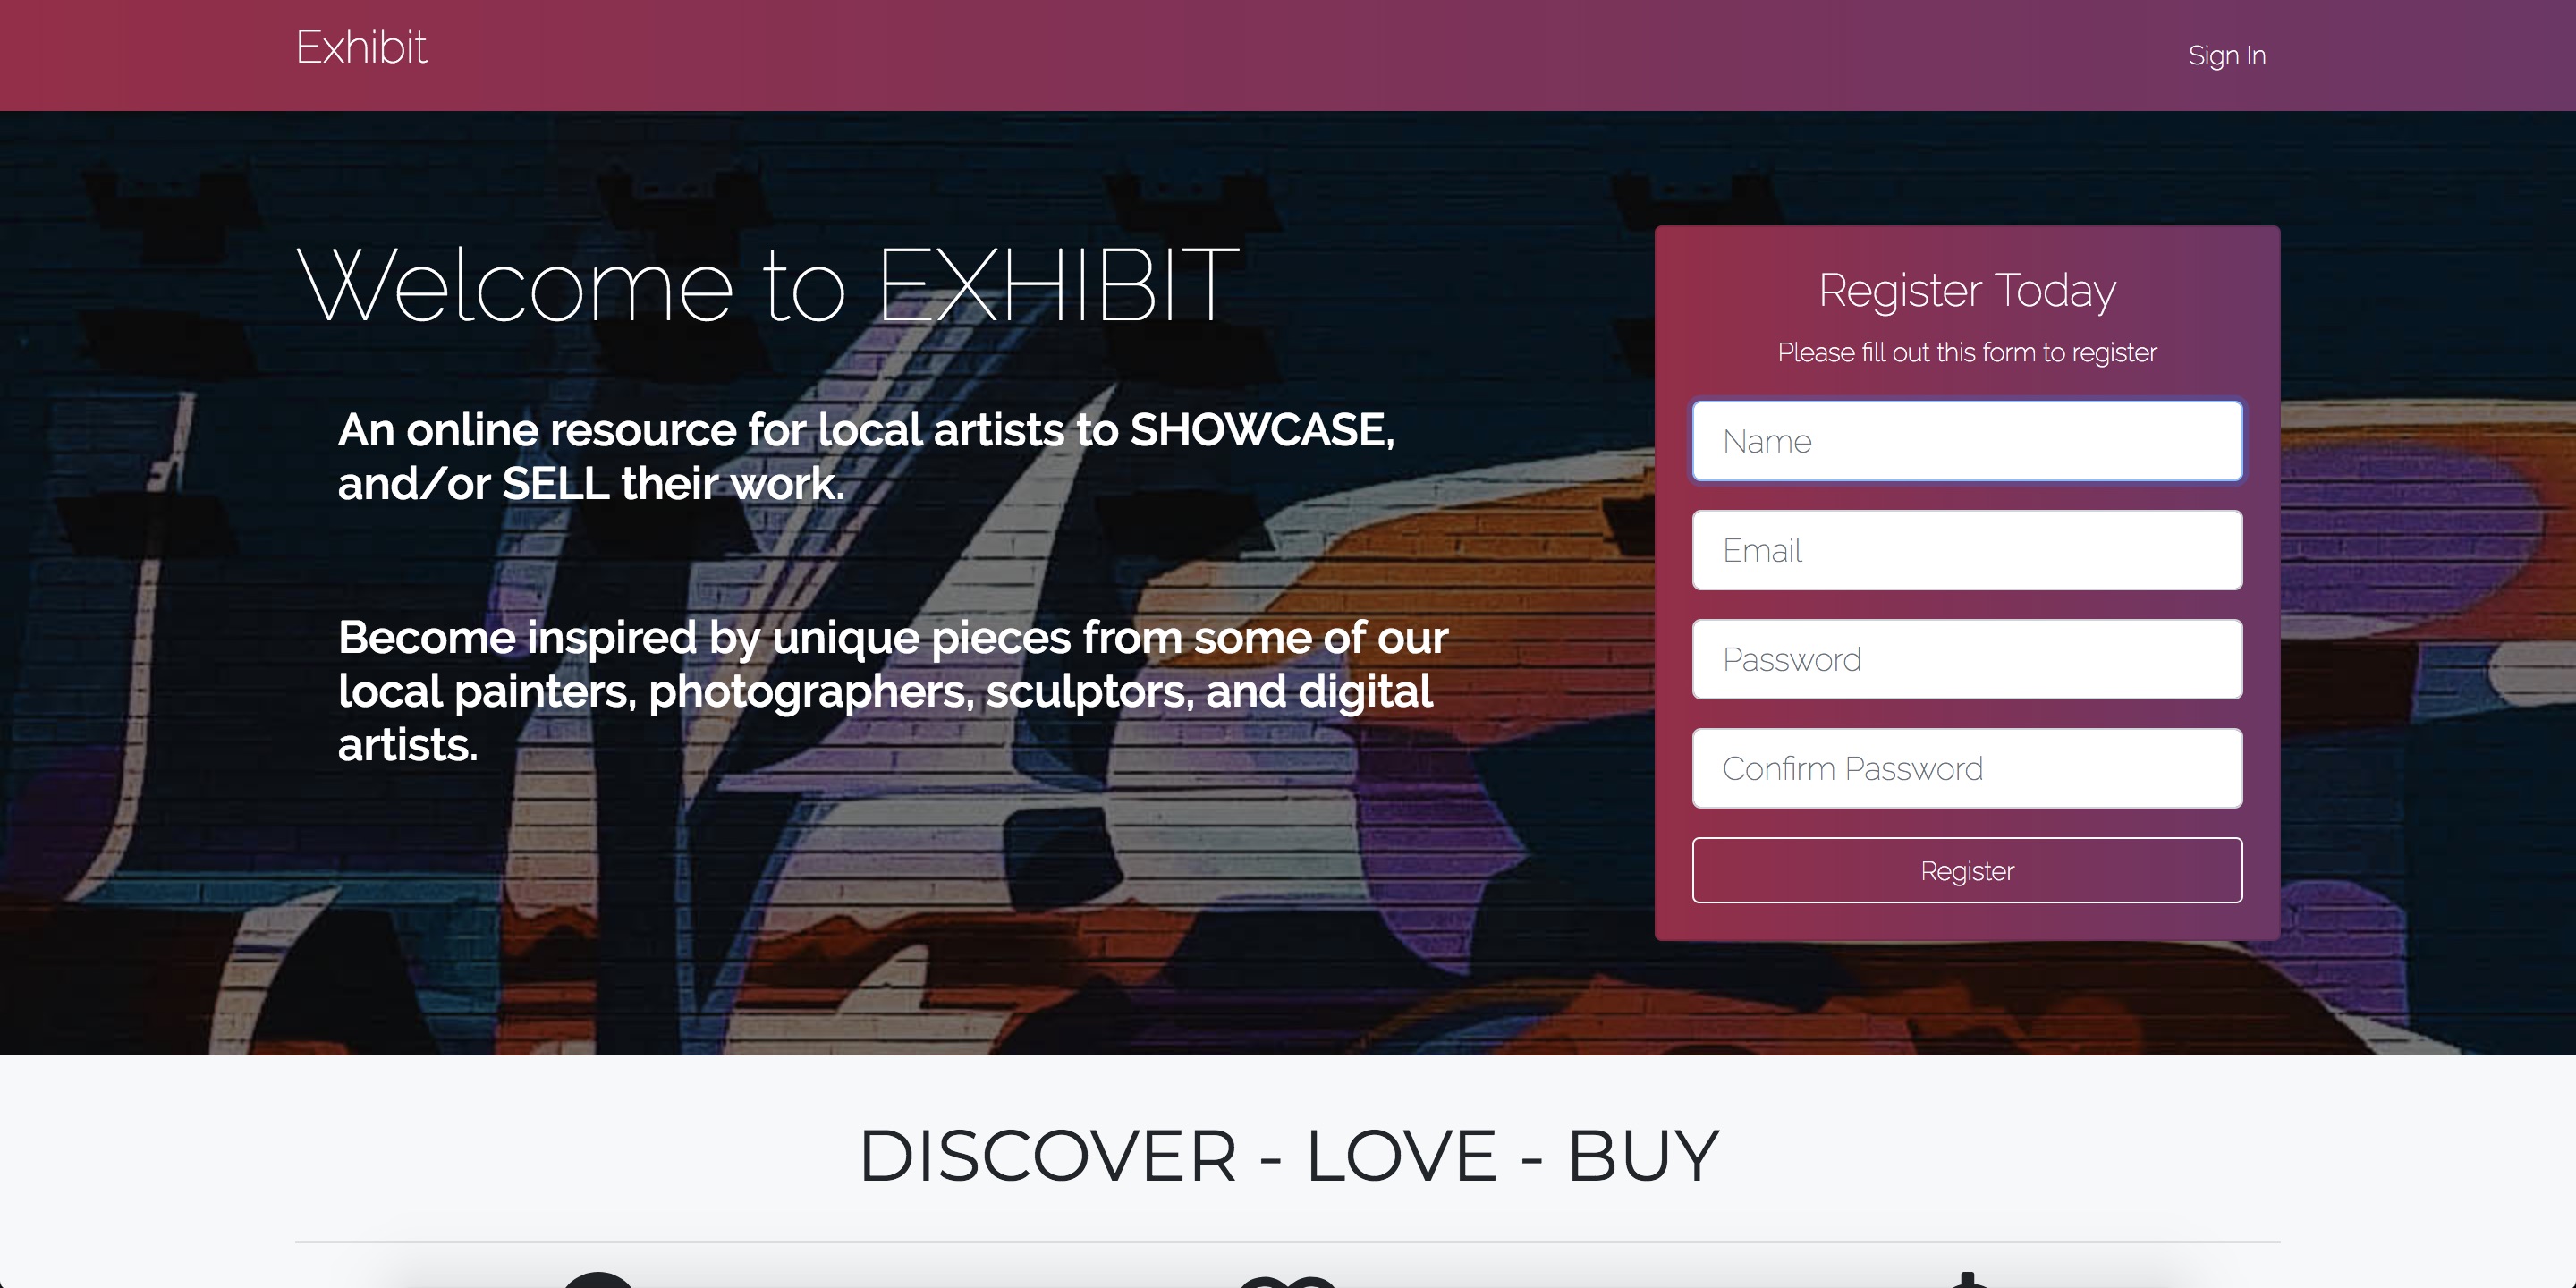 Exhibit
Sign In
Welcome to EXHIBIT
An online resource for local artists to SHOWCASE,
and/or SELL their work.
Become inspired by unique pieces from some of our
local painters, photographers, sculptors, and digital
artists.
Register Today
Please fill out this form to register
Name
Email
Password
Confirm Password
Register
DISCOVER - LOVE - BUY